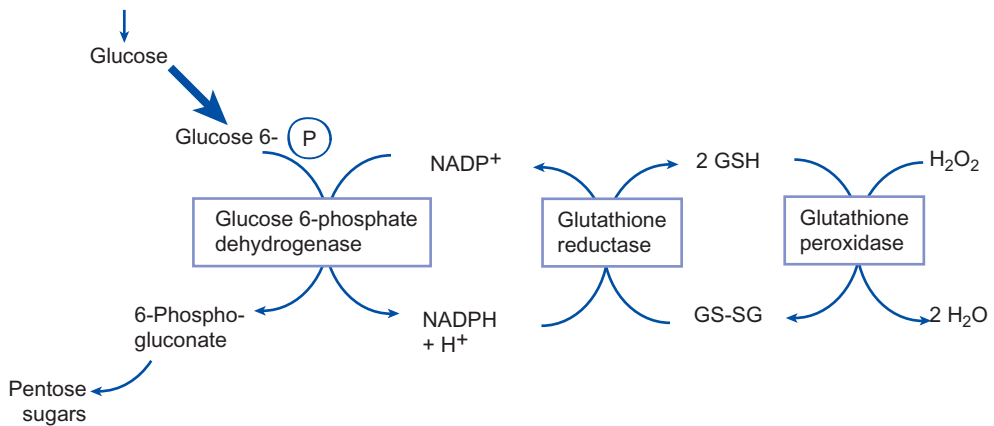 Glucose
Glucose 6- P
NADP+
2 GSH
H2O2
Glucose 6-phosphate
dehydrogenase
Glutathione
reductase
Glutathione
peroxidase
6-Phospho-
gluconate
NADPH
+ H+
GS-SG
2 H2O
Pentose
sugars